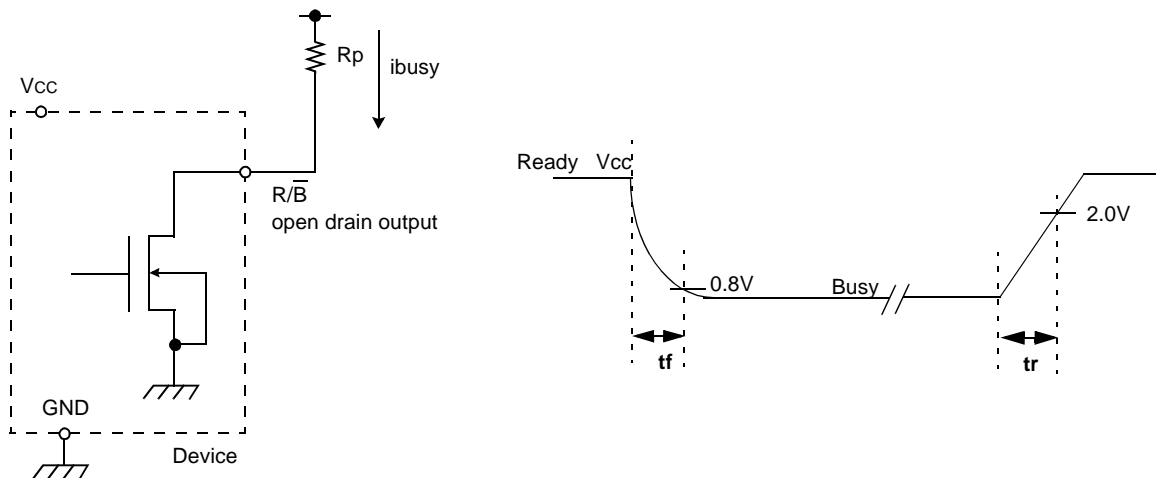 Rp
ibusy
VCC
R/B̅
open drain output
GND
Device
Ready Vcc
2.0V
0.8V
Busy
tf
tr